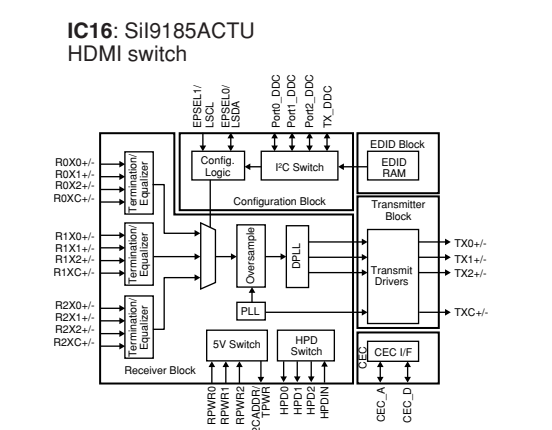 IC16: SiI9185ACTU
HDMI switch
EPSEL1/
LSCL
EPSEL0/
LSDA
Port0_DDC
Port1_DDC
Port2_DDC
TX_DDC
R0X0+/-
R0X1+/-
R0X2+/-
R0XC+/-
Termination/
Equalizer
Config.
Logic
I²C Switch
Configuration Block
EDID Block
EDID
RAM
R1X0+/-
R1X1+/-
R1X2+/-
R1XC+/-
Termination/
Equalizer
Oversample
DPLL
PLL
Transmitter
Block
Transmit
Drivers
TX0+/-
TX1+/-
TX2+/-
TXC+/-
R2X0+/-
R2X1+/-
R2X2+/-
R2XC+/-
Termination/
Equalizer
Receiver Block
5V Switch
HPD
Switch
CEC
CEC I/F
RPWR0
RPWR1
RPWR2
2CADDR/
TPWR
HPD0
HPD1
HPD2
HPDIN
CEC_A
CEC_D